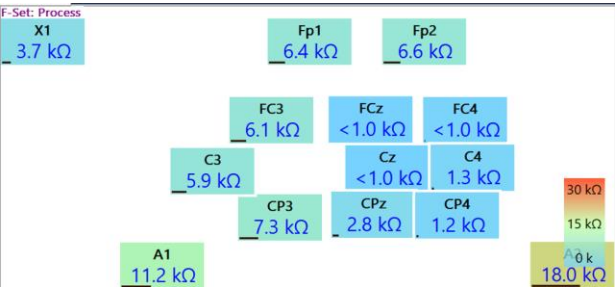 F-Set: Process
X1
3.7 kΩ
Fp1
6.4 kΩ
Fp2
6.6 kΩ
FC3
6.1 kΩ
FCz
<1.0 kΩ
FC4
<1.0 kΩ
C3
5.9 kΩ
Cz
<1.0 kΩ
C4
1.3 kΩ
CP3
7.3 kΩ
CPz
2.8 kΩ
CP4
1.2 kΩ
30 kΩ
15 kΩ
0 k
A1
11.2 kΩ
18.0 kΩ